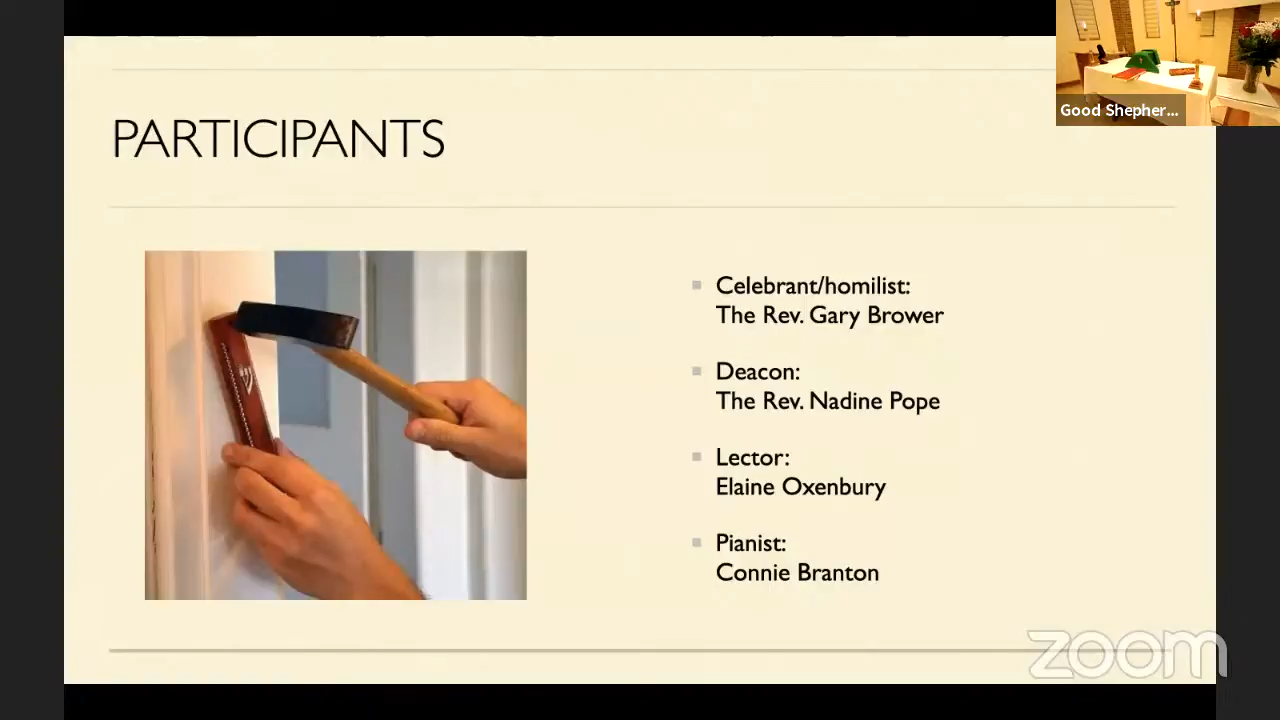 Good Shepher...
PARTICIPANTS
Celebrant/homilist:
The Rev. Gary Brower
Deacon:
The Rev. Nadine Pope
Lector:
Elaine Oxenbury
Pianist:
Connie Branton
ש
zoom